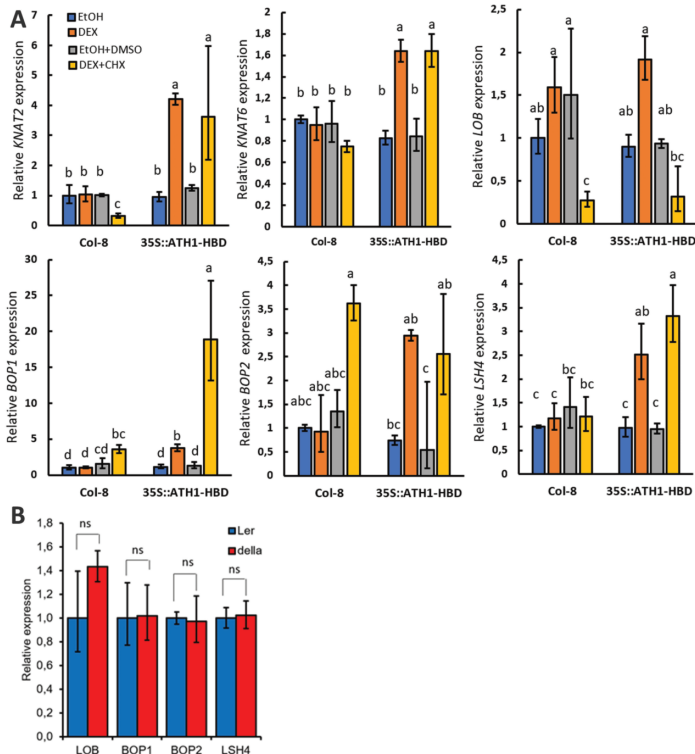 A
Relative KNAT2 expression
7
6
5
4
3
2
1
0
EtOH
DEX
EtOH+DMSO
DEX+CHX
b b b c b a b a
Col-8 35S::ATH1-HBD
Relative KNAT6 expression
2
1,8
1,6
1,4
1,2
1
0,8
0,6
0,4
0,2
0
b b b b b a b a
Col-8 35S::ATH1-HBD
Relative LOB expression
2,5
2
1,5
1
0,5
0
ab a a c ab a ab bc
Col-8 35S::ATH1-HBD
Relative BOP1 expression
30
25
20
15
10
5
0
d d cd bc d b d a
Col-8 35S::ATH1-HBD
Relative BOP2 expression
4,5
4
3,5
3
2,5
2
1,5
1
0,5
0
abc abc abc a bc ab c ab
Col-8 35S::ATH1-HBD
Relative LSH4 expression
4,5
4
3,5
3
2,5
2
1,5
1
0,5
0
c c bc bc c ab c a
Col-8 35S::ATH1-HBD
B
Relative expression
1,8
1,6
1,4
1,2
1,0
0,8
0,6
0,4
0,2
0,0
ns ns ns ns
Ler
della
LOB BOP1 BOP2 LSH4